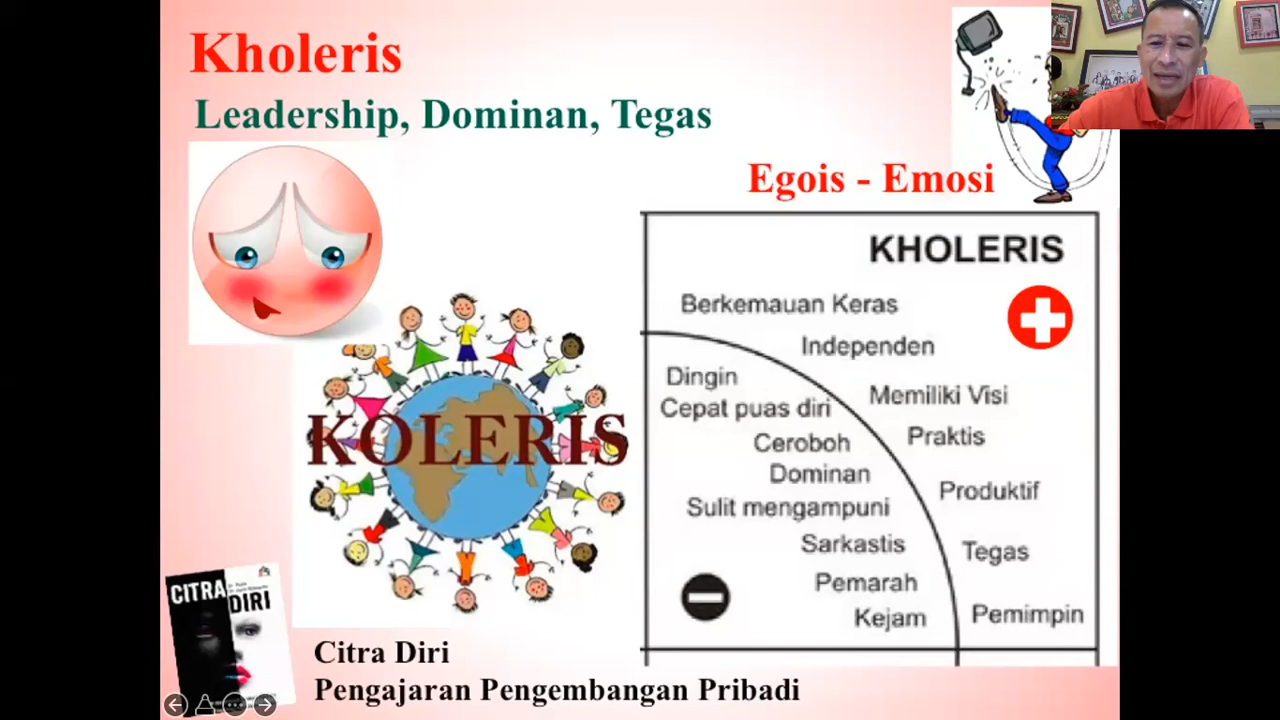 Kholeris
Leadership, Dominan, Tegas
Egois - Emosi
KHOLERIS
Berkemauan Keras
Independen
Memiliki Visi
Praktis
Produktif
Tegas
Pemimpin
Dingin
Cepat puas diri
Ceroboh
Dominan
Sulit mengampuni
Sarkastis
Pemarah
Kejam
KOLERIS
CITRA
DIRI
Citra Diri
Pengajaran Pengembangan Pribadi